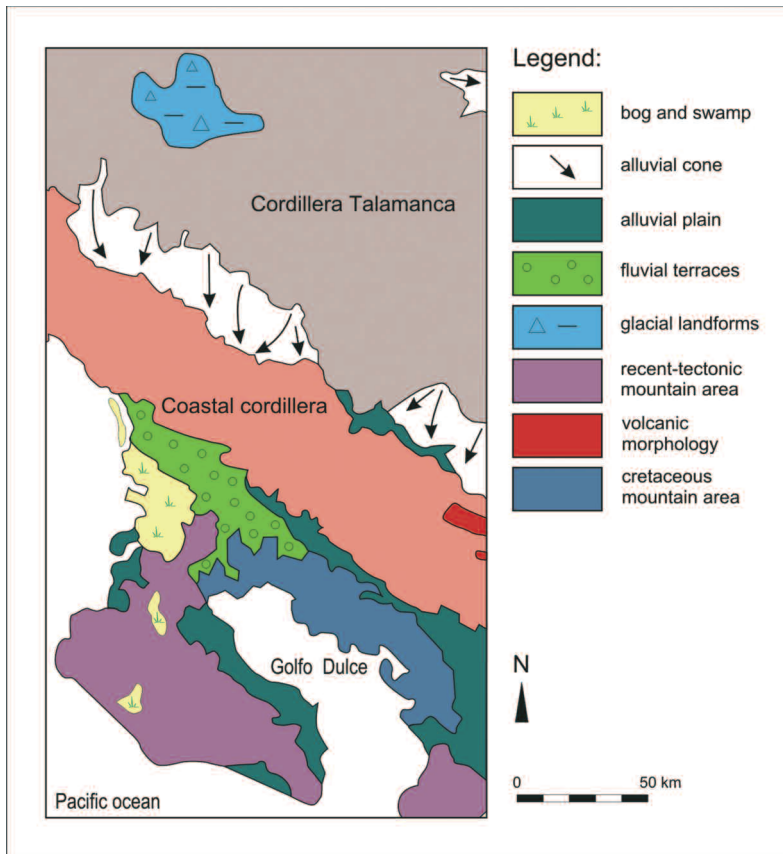 Legend:
bog and swamp
alluvial cone
Cordillera Talamanca
alluvial plain
fluvial terraces
glacial landforms
recent-tectonic
mountain area
Coastal cordillera
volcanic
morphology
cretaceous
mountain area
Golfo Dulce
N
0 50 km
Pacific ocean